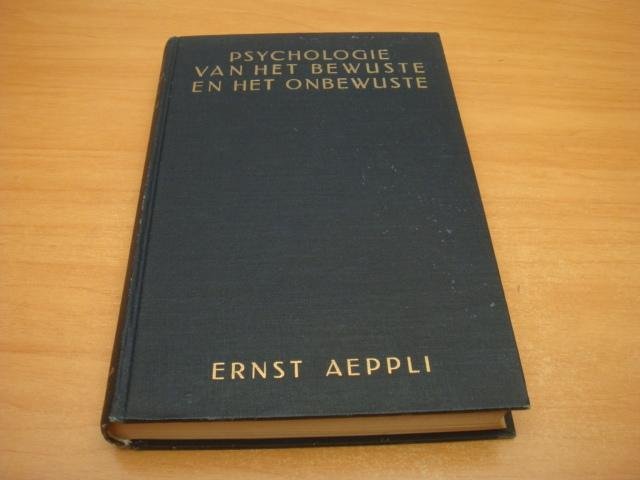 PSYCHOLOGIE
VAN HET BEWUSTE
EN HET ONBEWUSTE
ERNST AEPPLI